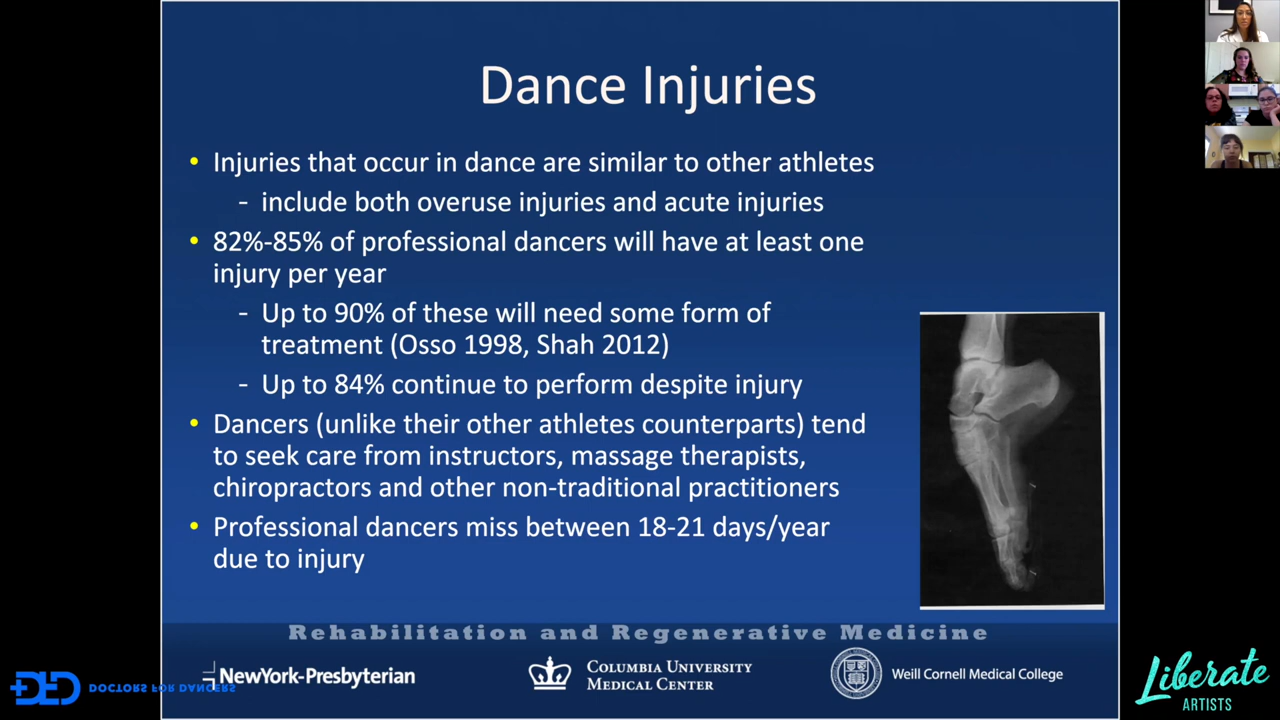 Dance Injuries
• Injuries that occur in dance are similar to other athletes
- include both overuse injuries and acute injuries
• 82%-85% of professional dancers will have at least one
injury per year
- Up to 90% of these will need some form of
treatment (Osso 1998, Shah 2012)
- Up to 84% continue to perform despite injury
• Dancers (unlike their other athletes counterparts) tend
to seek care from instructors, massage therapists,
chiropractors and other non-traditional practitioners
• Professional dancers miss between 18-21 days/year
due to injury
Rehabilitation and Regenerative Medicine
NewYork-Presbyterian
COLUMBIA UNIVERSITY
MEDICAL CENTER
Weill Cornell Medical College
DFD
DOCTORS FOR DANCERS
Liberate
ARTISTS